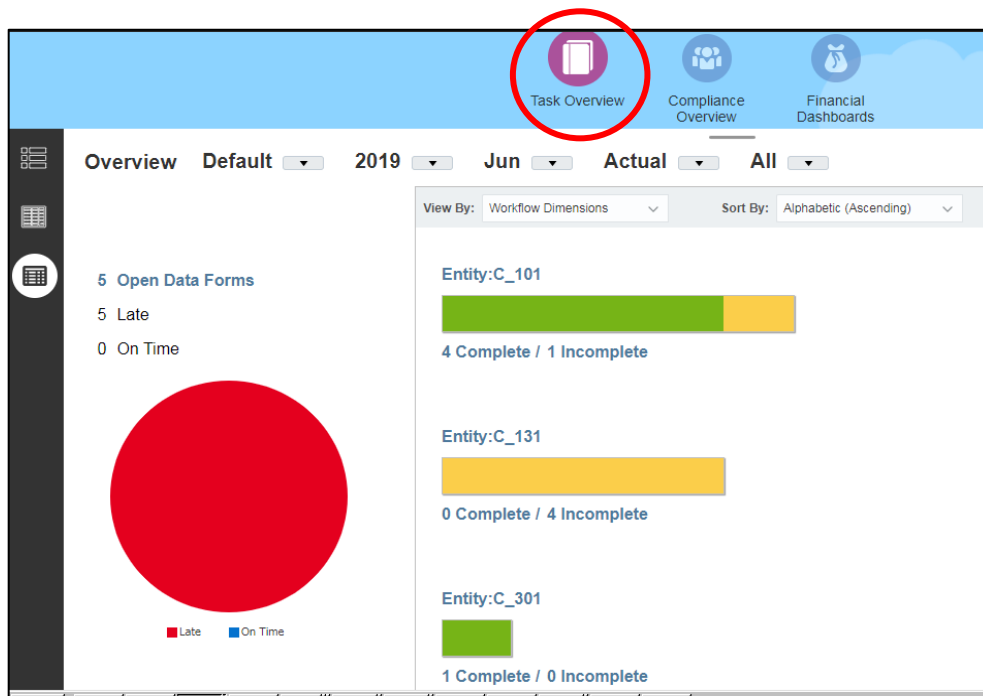 Task Overview
Compliance
Overview
Financial
Dashboards
Overview Default 2019 Jun Actual All
View By: Workflow Dimensions Sort By: Alphabetic (Ascending)
5 Open Data Forms
5 Late
0 On Time
Late On Time
Entity:C_101
4 Complete / 1 Incomplete
Entity:C_131
0 Complete / 4 Incomplete
Entity:C_301
1 Complete / 0 Incomplete